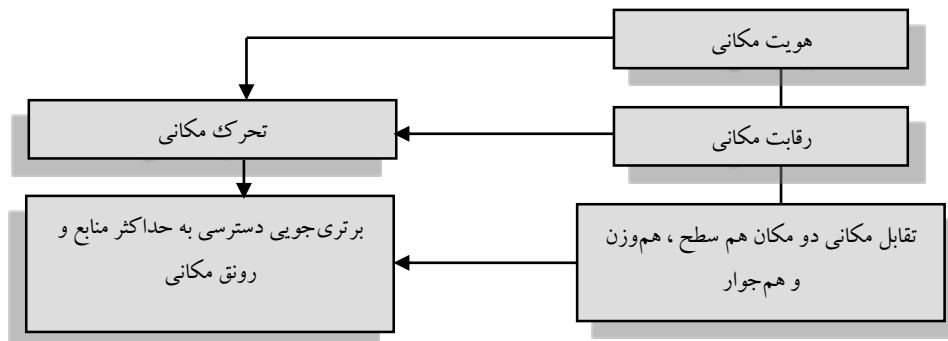 هویت مکانی
تحرک مکانی
رقابت مکانی
برتری‌جویی دسترسی به حداکثر منابع و
رونق مکانی
تقابل مکانی دو مکان هم سطح ، هم‌وزن
و هم‌جوار